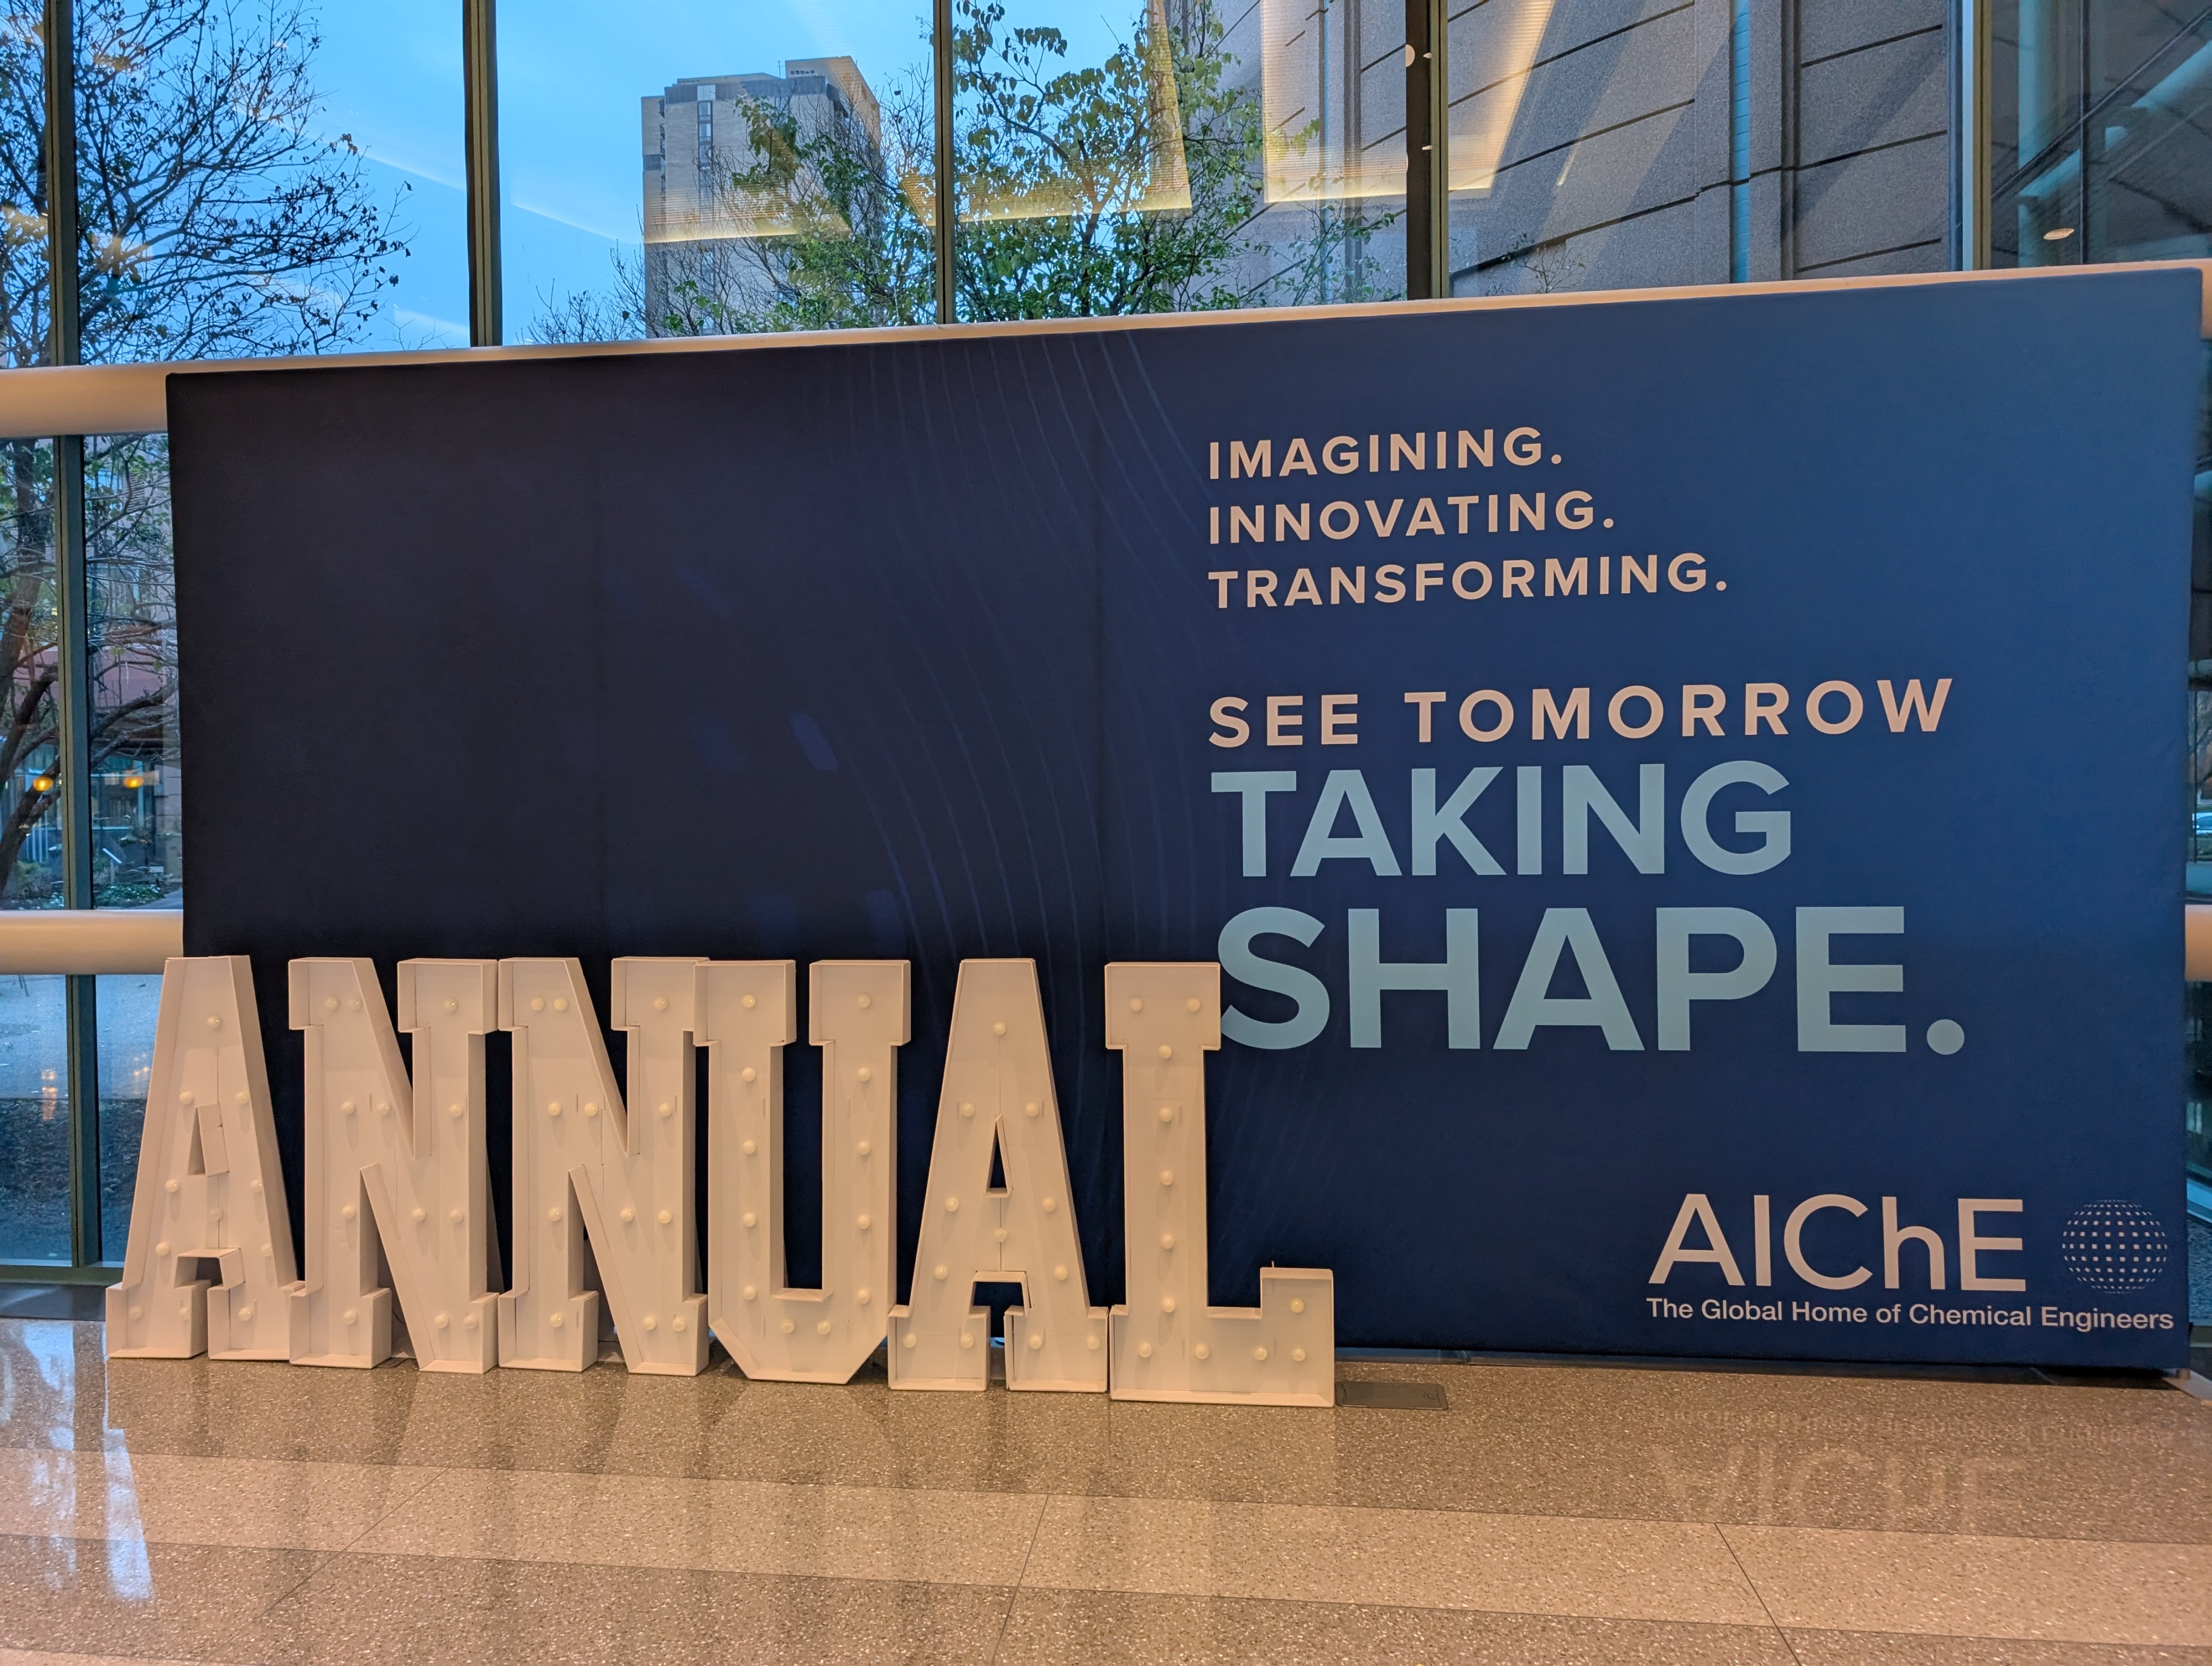 IMAGINING.
INNOVATING.
TRANSFORMING.
SEE TOMORROW
TAKING
SHAPE.
ANNUAL
AIChE
The Global Home of Chemical Engineers